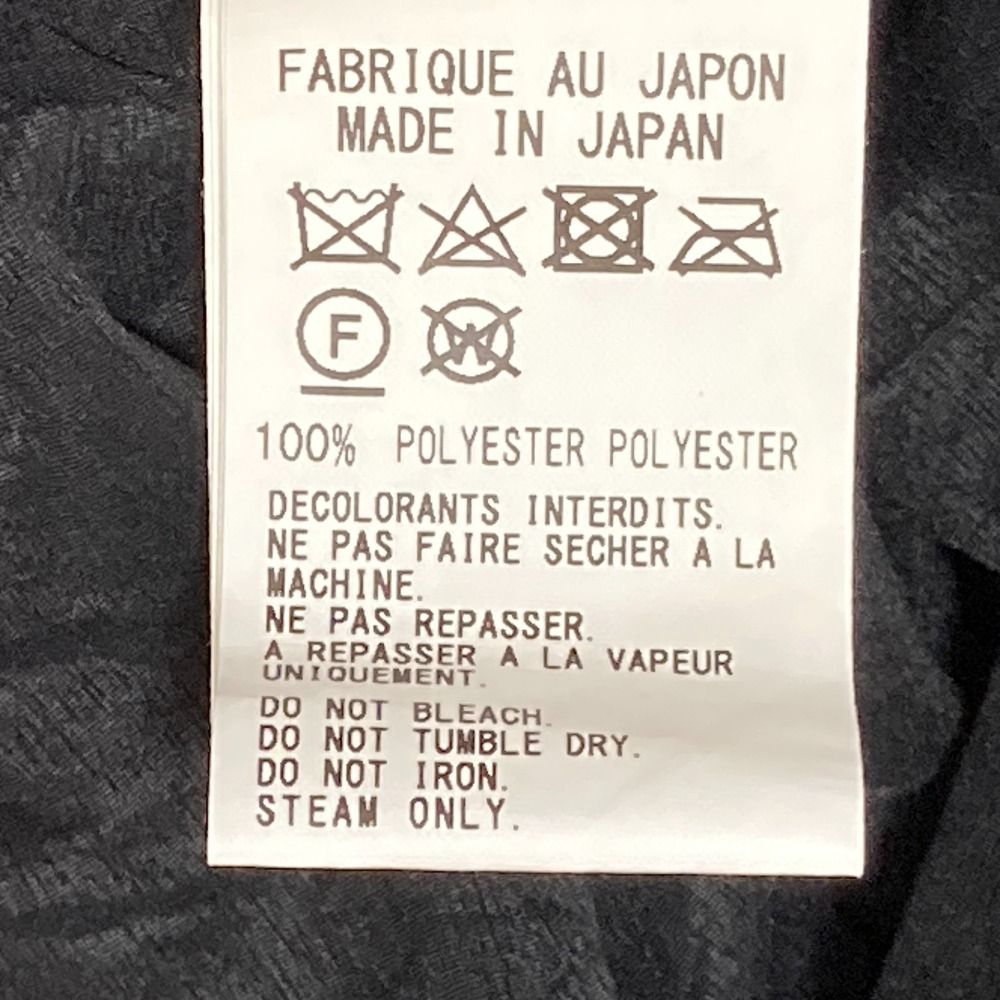 FABRIQUE AU JAPON
MADE IN JAPAN
F
W
100% POLYESTER POLYESTER
DECOLORANTS INTERDITS.
NE PAS FAIRE SECHER A LA
MACHINE.
NE PAS REPASSER.
A REPASSER A LA VAPEUR
UNIQUEMENT.
DO NOT BLEACH.
DO NOT TUMBLE DRY.
DO NOT IRON.
STEAM ONLY.